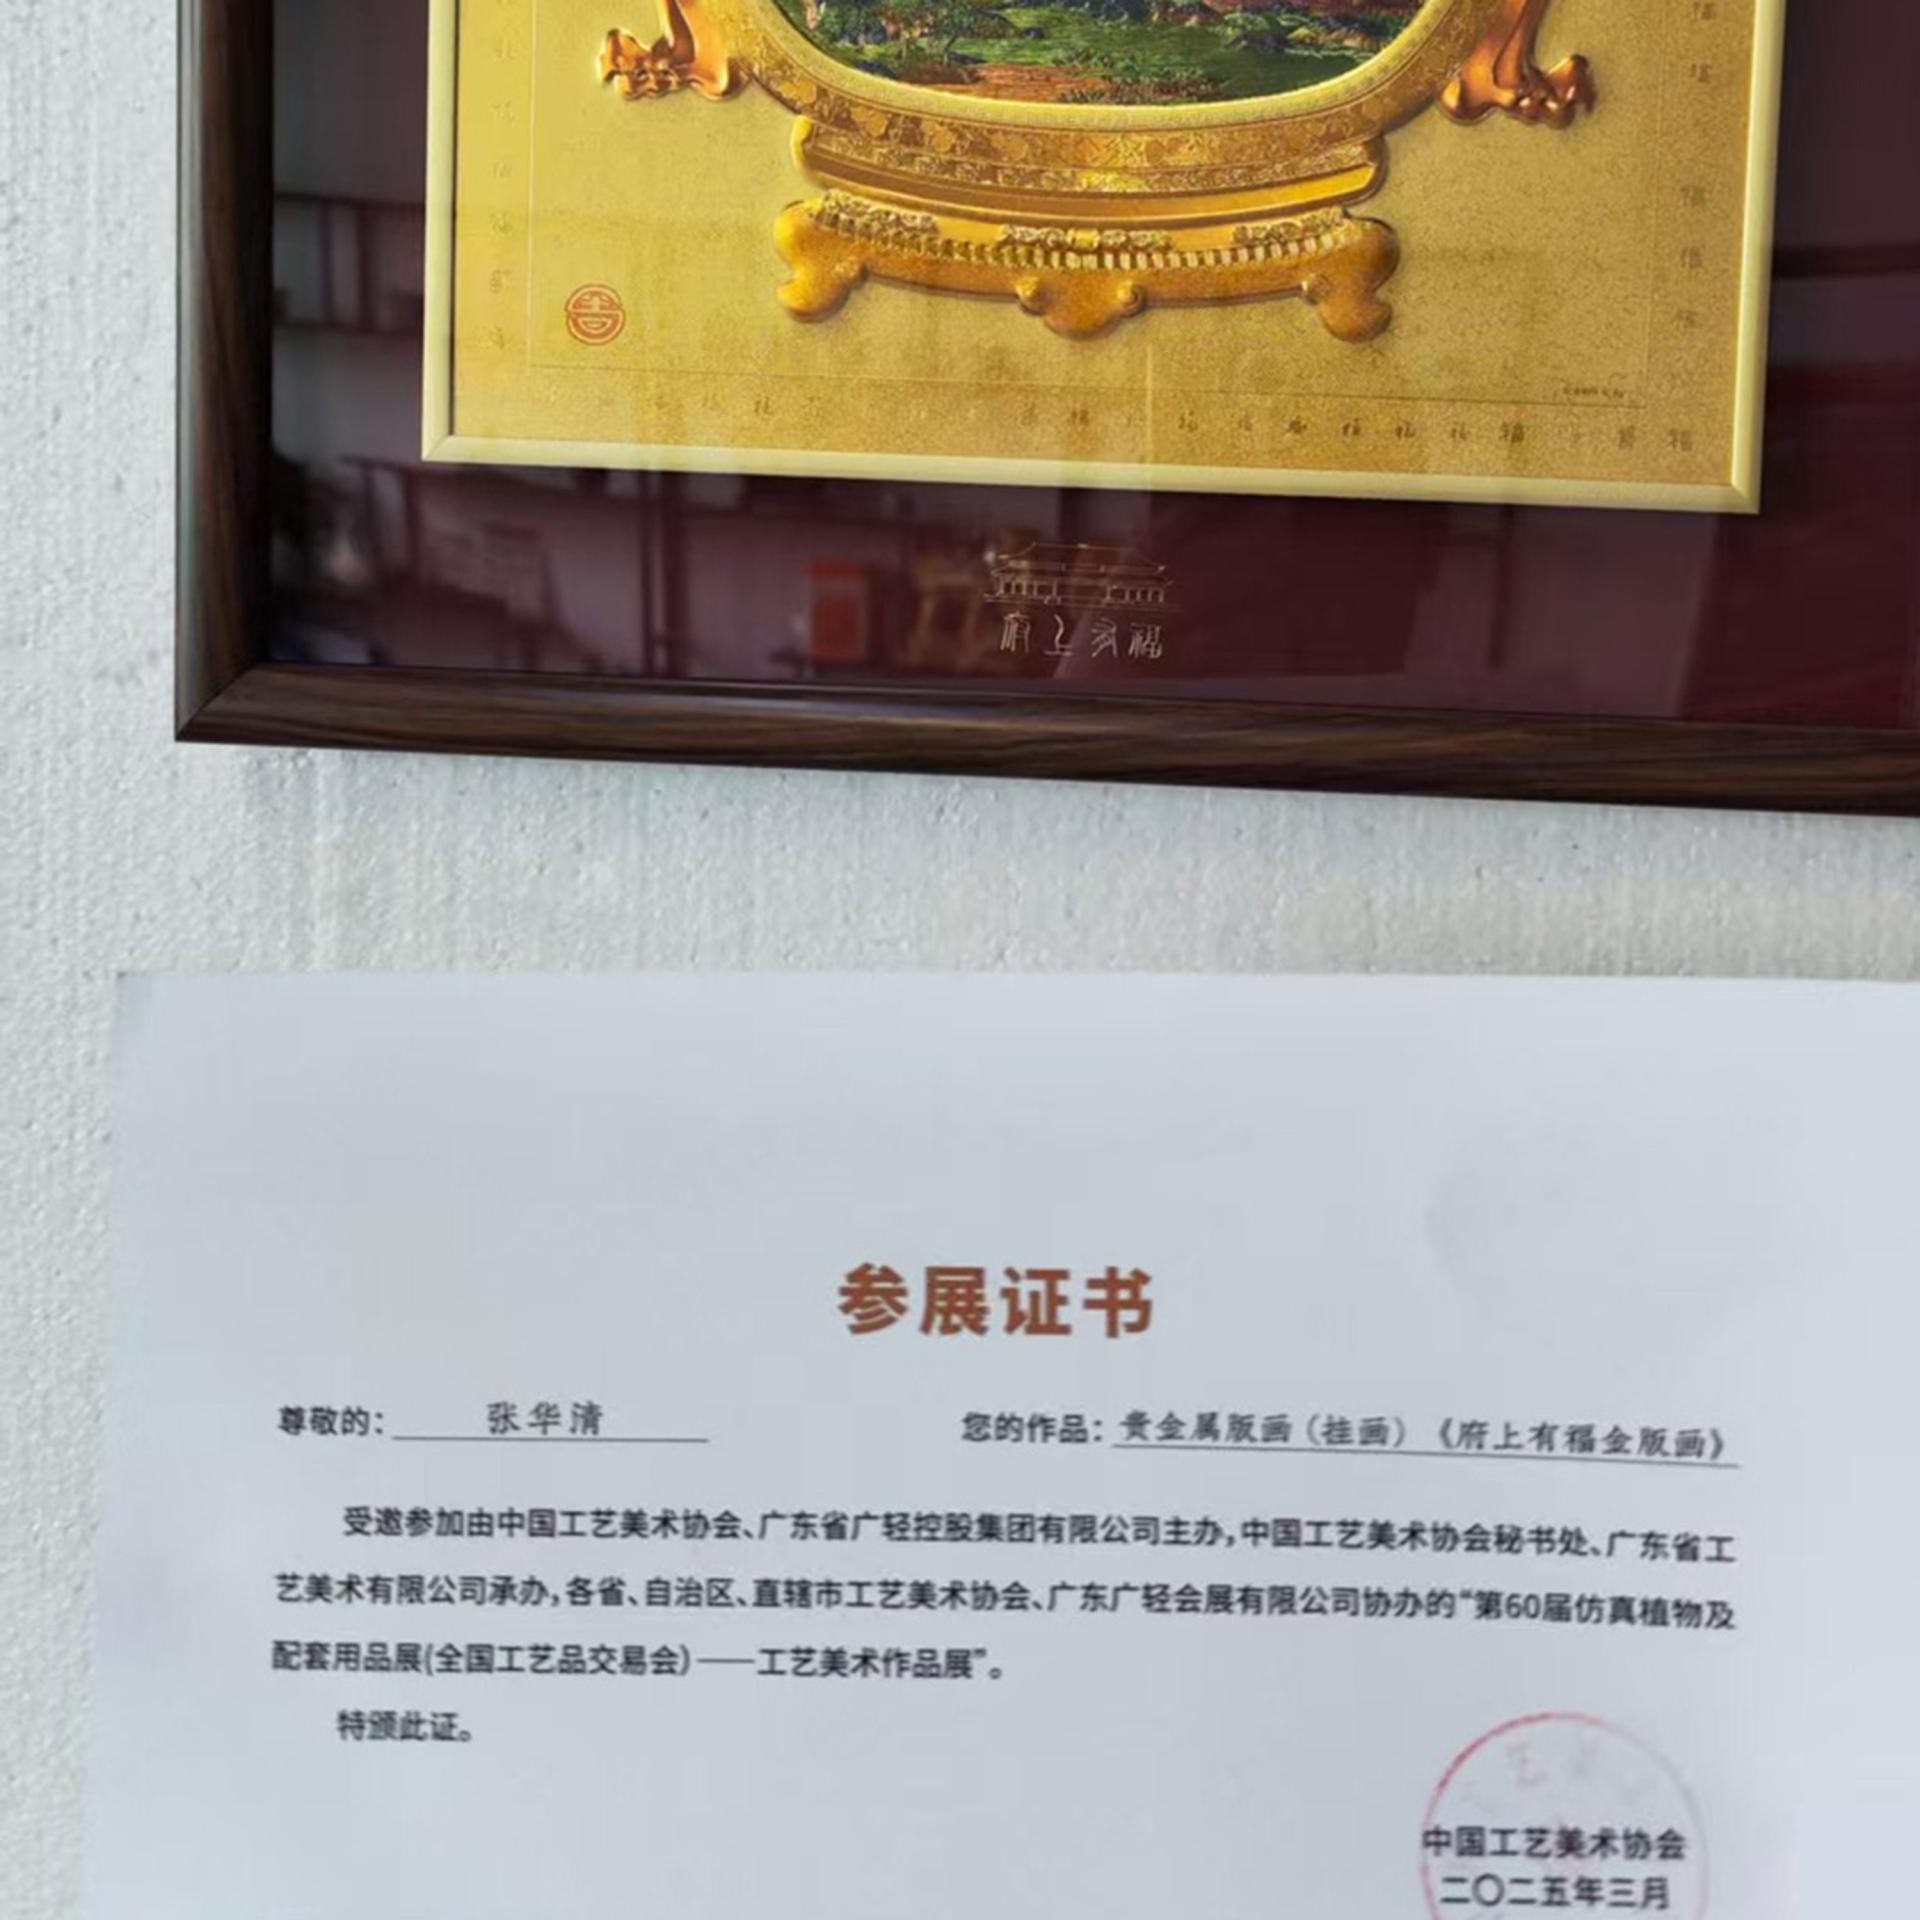 府上有福
参展证书
尊敬的：张华清 您的作品：贵金属版画（挂画）《府上有福金版画》
受邀参加由中国工艺美术协会、广东省广轻控股集团有限公司主办，中国工艺美术协会秘书处、广东省工
艺美术有限公司承办，各省、自治区、直辖市工艺美术协会、广东广轻会展有限公司协办的“第60届仿真植物及
配套用品展(全国工艺品交易会)——工艺美术作品展”。
特颁此证。
中国工艺美术协会
二〇二五年三月